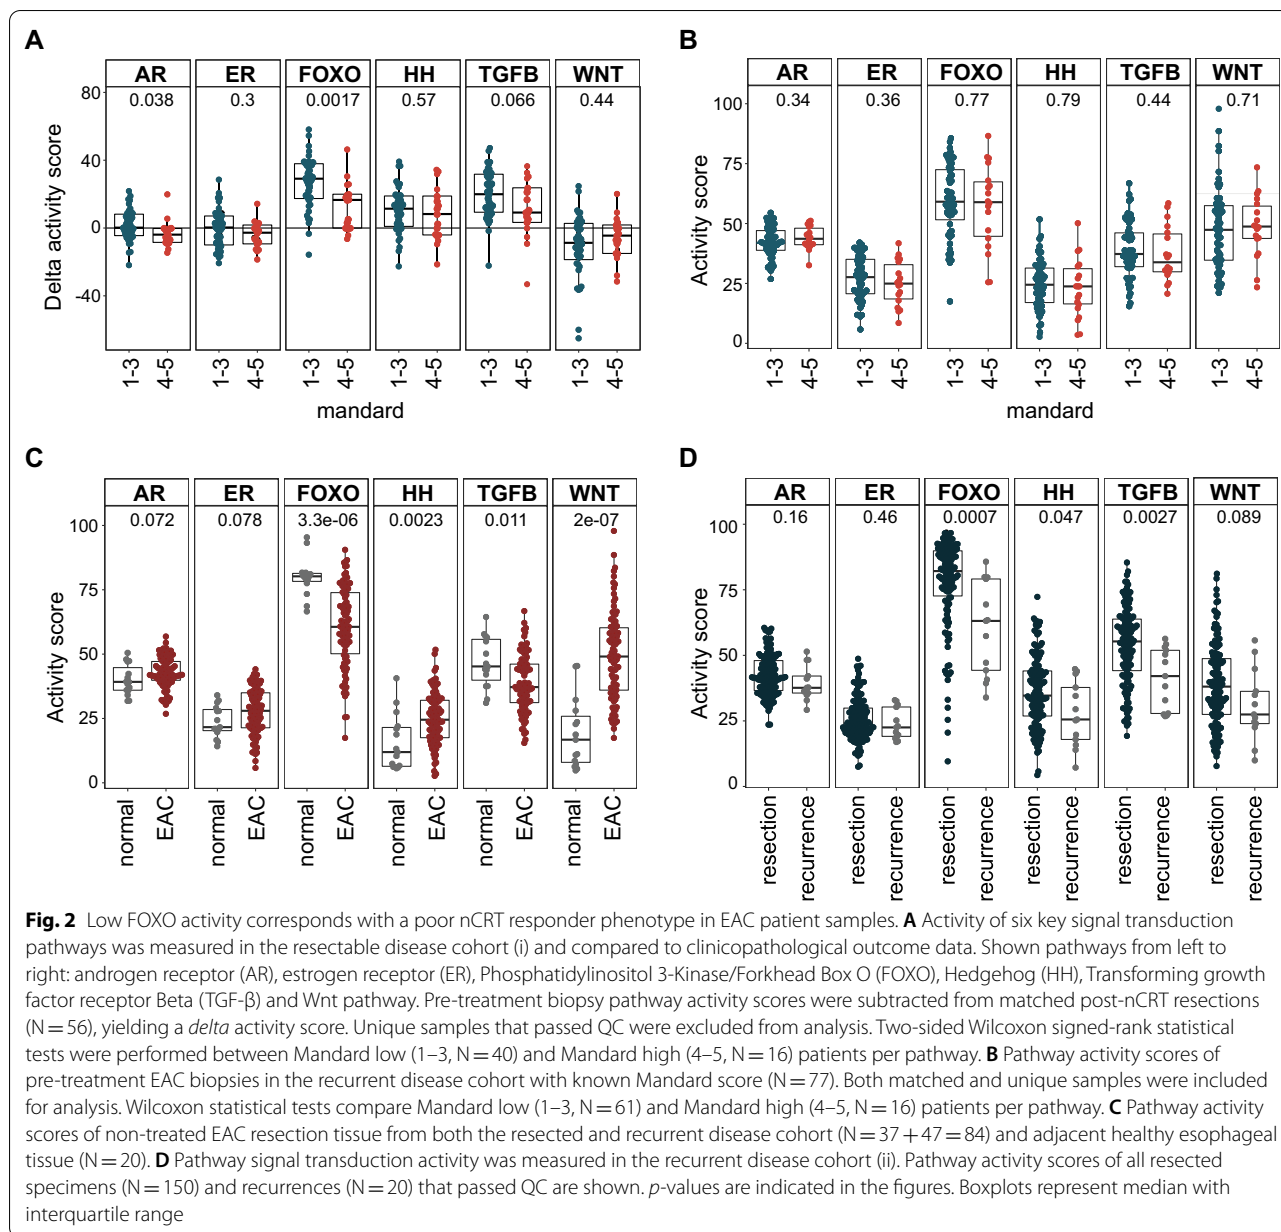 A
AR ER FOXO HH TGFB WNT
0.038 0.3 0.0017 0.57 0.066 0.44
Delta activity score
80
40
0
-40
1-3 4-5 1-3 4-5 1-3 4-5 1-3 4-5 1-3 4-5 1-3 4-5
mandard
B
AR ER FOXO HH TGFB WNT
0.34 0.36 0.77 0.79 0.44 0.71
Activity score
100
75
50
25
0
1-3 4-5 1-3 4-5 1-3 4-5 1-3 4-5 1-3 4-5 1-3 4-5
mandard
C
AR ER FOXO HH TGFB WNT
0.072 0.078 3.3e-06 0.0023 0.011 2e-07
Activity score
100
75
50
25
0
normal EAC normal EAC normal EAC normal EAC normal EAC normal EAC
D
AR ER FOXO HH TGFB WNT
0.16 0.46 0.0007 0.047 0.0027 0.089
Activity score
100
75
50
25
0
resection recurrence resection recurrence resection recurrence resection recurrence resection recurrence resection recurrence
Fig. 2 Low FOXO activity corresponds with a poor nCRT responder phenotype in EAC patient samples. A Activity of six key signal transduction
pathways was measured in the resectable disease cohort (i) and compared to clinicopathological outcome data. Shown pathways from left to
right: androgen receptor (AR), estrogen receptor (ER), Phosphatidylinositol 3-Kinase/Forkhead Box O (FOXO), Hedgehog (HH), Transforming growth
factor receptor Beta (TGF-β) and Wnt pathway. Pre-treatment biopsy pathway activity scores were subtracted from matched post-nCRT resections
(N = 56), yielding a delta activity score. Unique samples that passed QC were excluded from analysis. Two-sided Wilcoxon signed-rank statistical
tests were performed between Mandard low (1–3, N = 40) and Mandard high (4–5, N = 16) patients per pathway. B Pathway activity scores of
pre-treatment EAC biopsies in the recurrent disease cohort with known Mandard score (N = 77). Both matched and unique samples were included
for analysis. Wilcoxon statistical tests compare Mandard low (1–3, N = 61) and Mandard high (4–5, N = 16) patients per pathway. C Pathway activity
scores of non-treated EAC resection tissue from both the resected and recurrent disease cohort (N = 37 + 47 = 84) and adjacent healthy esophageal
tissue (N = 20). D Pathway signal transduction activity was measured in the recurrent disease cohort (ii). Pathway activity scores of all resected
specimens (N = 150) and recurrences (N = 20) that passed QC are shown. p-values are indicated in the figures. Boxplots represent median with
interquartile range